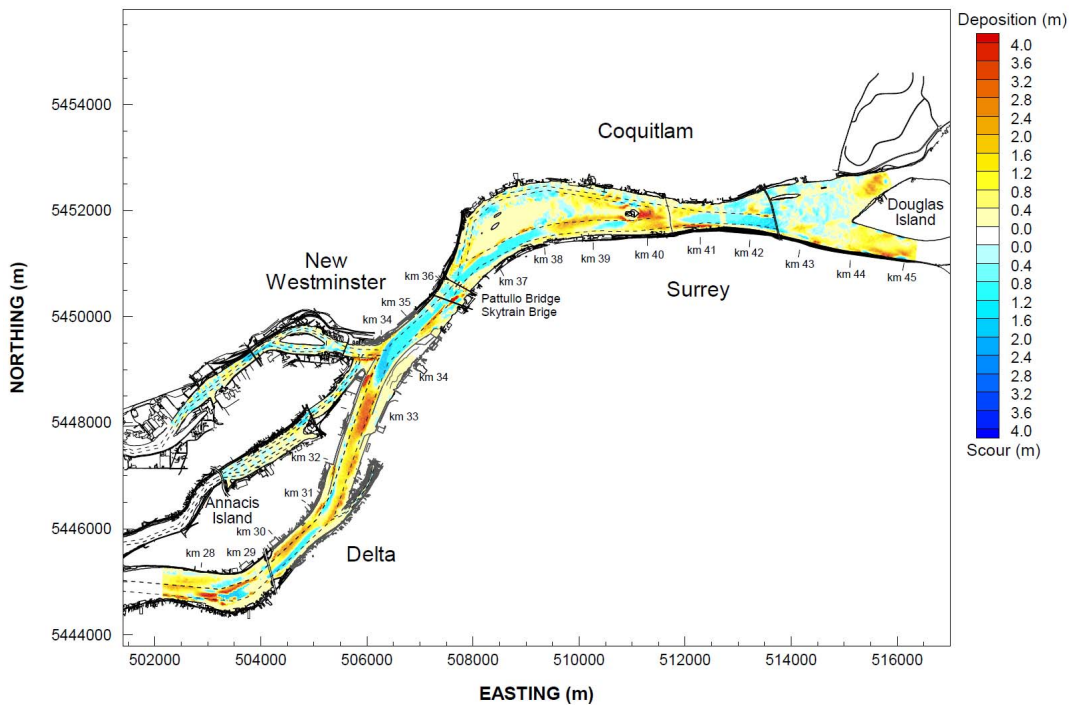 Deposition (m)
4.0
3.6
3.2
2.8
2.4
2.0
1.6
1.2
0.8
0.4
0.0
0.0
0.4
0.8
1.2
1.6
2.0
2.4
2.8
3.2
3.6
4.0
Scour (m)
NORTHING (m)
5454000
5452000
5450000
5448000
5446000
5444000
Coquitlam
Douglas
Island
New
Westminster
Surrey
Pattullo Bridge
Skytrain Brige
Annacis
Island
Delta
km 28
km 29
km 30
km 31
km 32
km 33
km 34
km 34
km 35
km 36
km 37
km 38
km 39
km 40
km 41
km 42
km 43
km 44
km 45
502000
504000
506000
508000
510000
512000
514000
516000
EASTING (m)